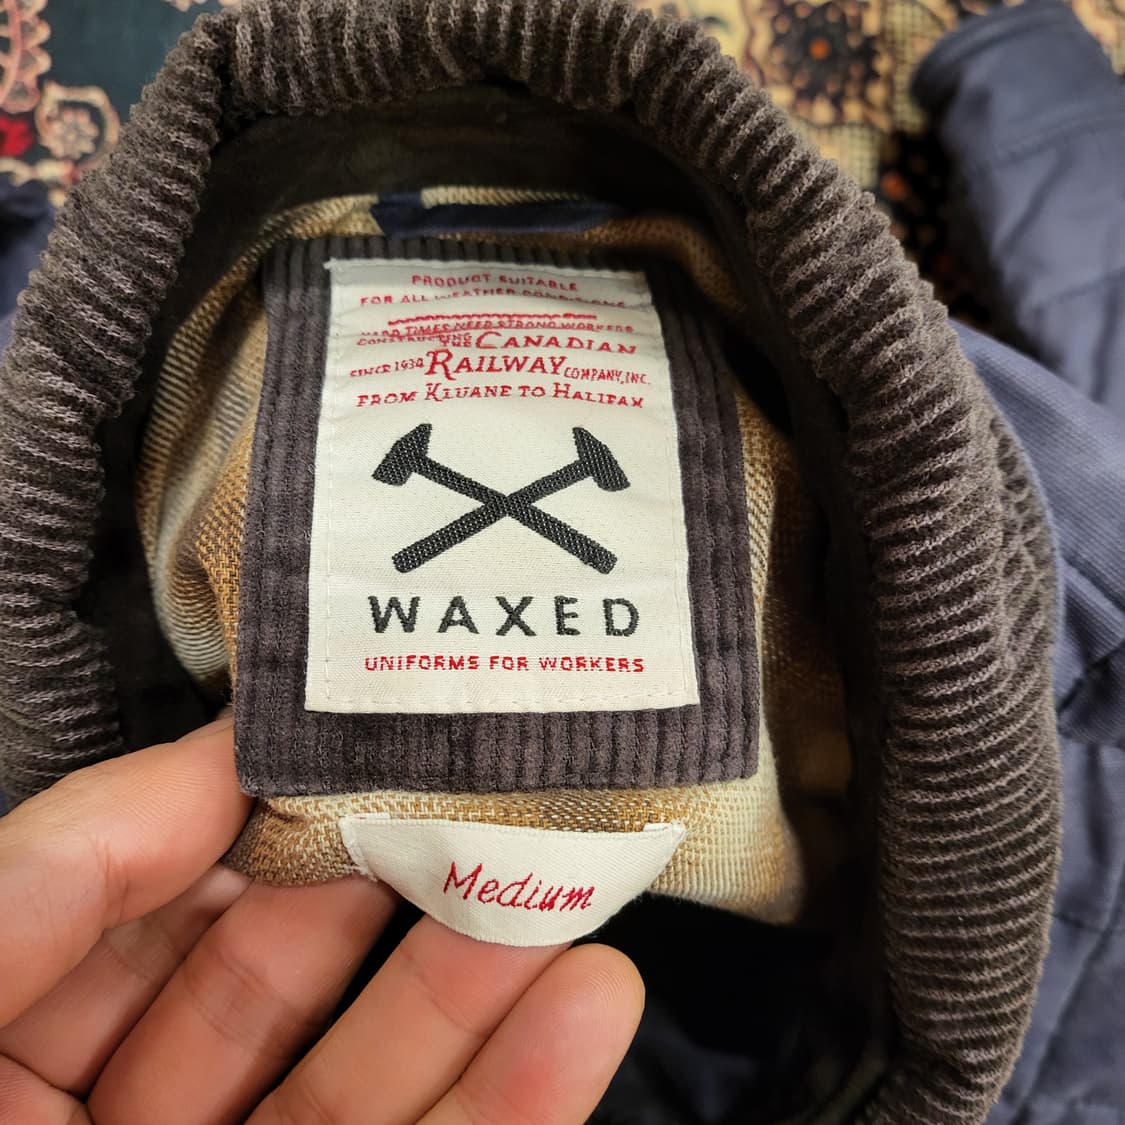 PRODUCT SUITABLE
FOR ALL WEATHER CONDITIONS
HARD TIMES NEED STRONG WORKERS
CONSTRUCTING THE CANADIAN
SINCE 1934 RAILWAY COMPANY, INC.
FROM KLUANE TO HALIFAX
WAXED
UNIFORMS FOR WORKERS
Medium